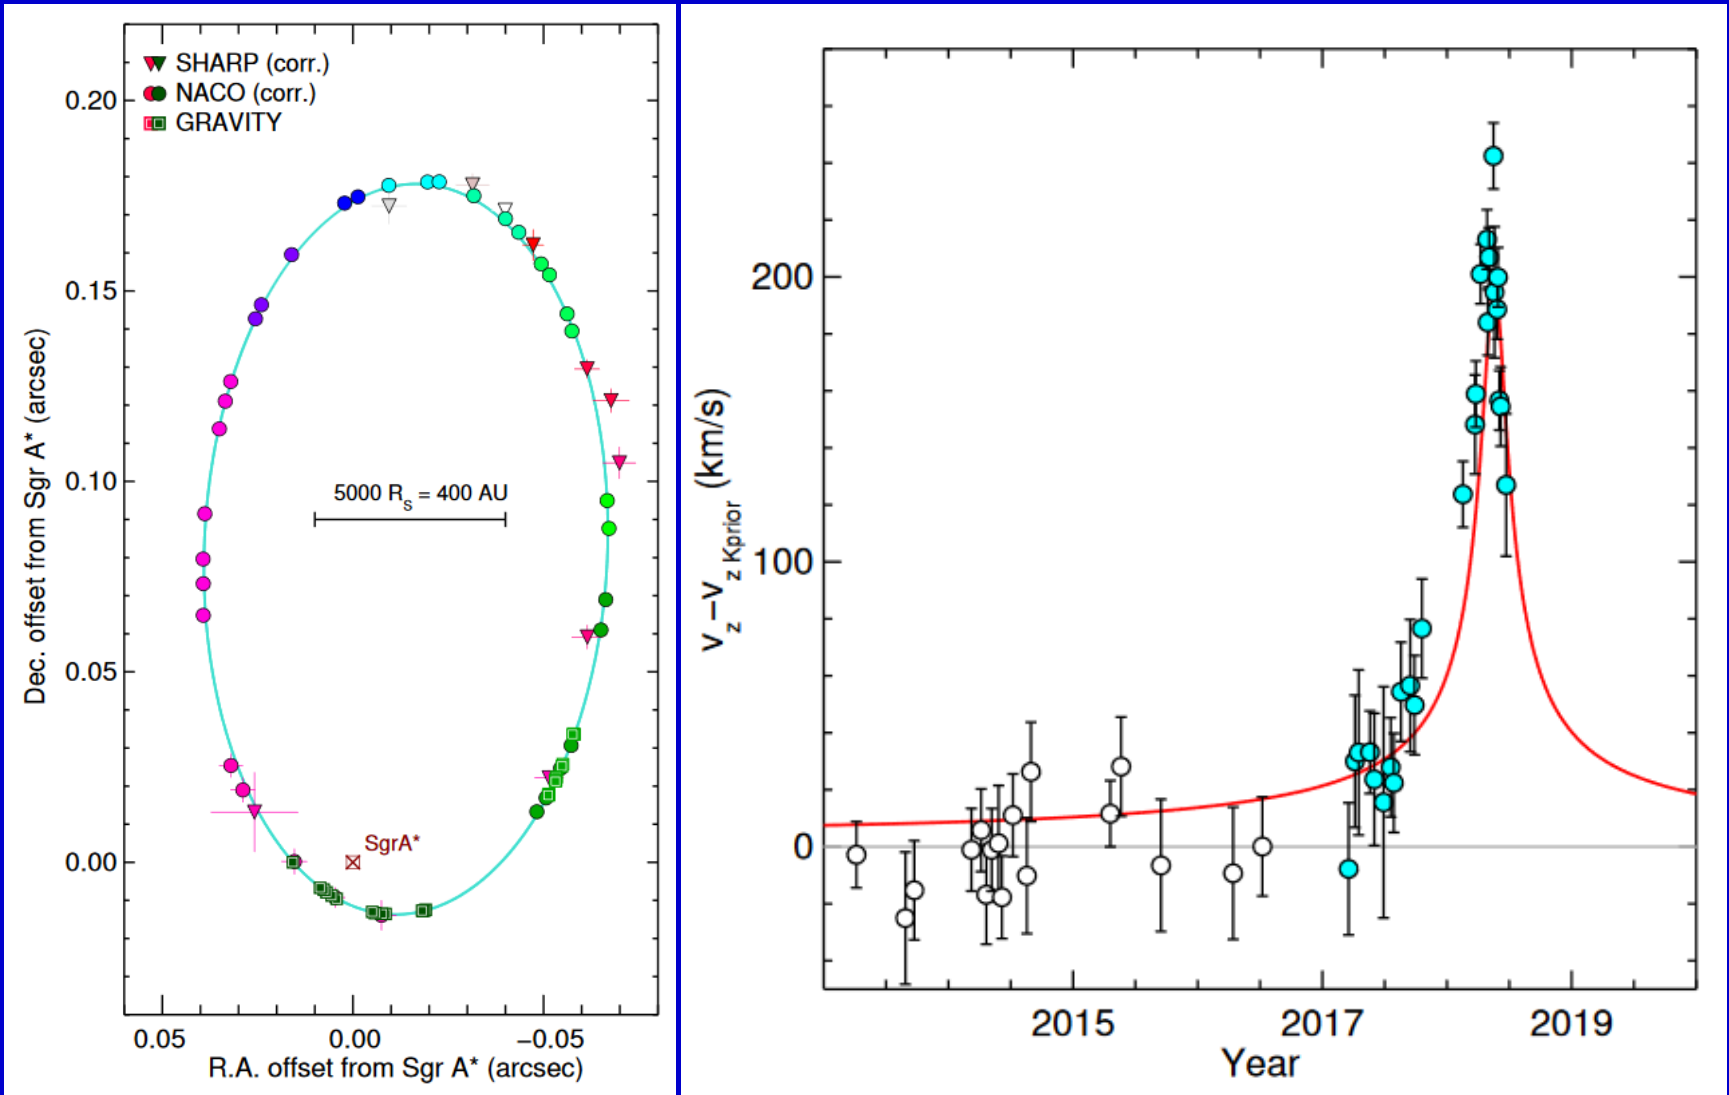 SHARP (corr.)
NACO (corr.)
GRAVITY
0.20
0.15
0.10
0.05
0.00
Dec. offset from Sgr A* (arcsec)
5000 R_S = 400 AU
SgrA*
0.05
0.00
−0.05
R.A. offset from Sgr A* (arcsec)
200
100
0
v_z−v_z Kprior (km/s)
2015
2017
2019
Year